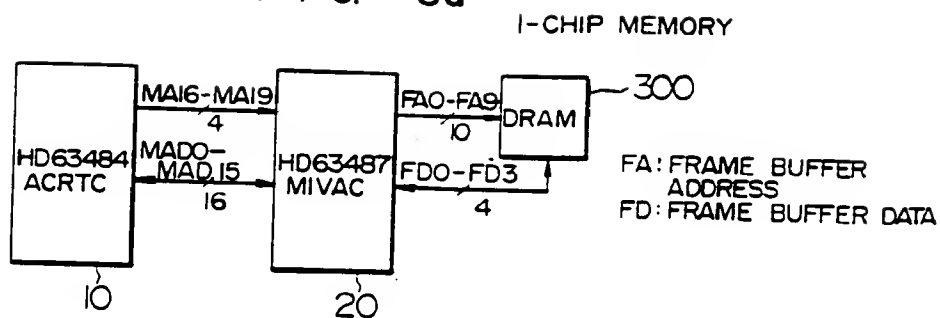 1-CHIP MEMORY
300
MA16-MA19
4
FA0-FA9
10
DRAM
HD63484
ACRTC
MAD0-
MAD15
16
HD63487
MIVAC
FD0-FD3
4
FA: FRAME BUFFER
ADDRESS
FD: FRAME BUFFER DATA
10
20